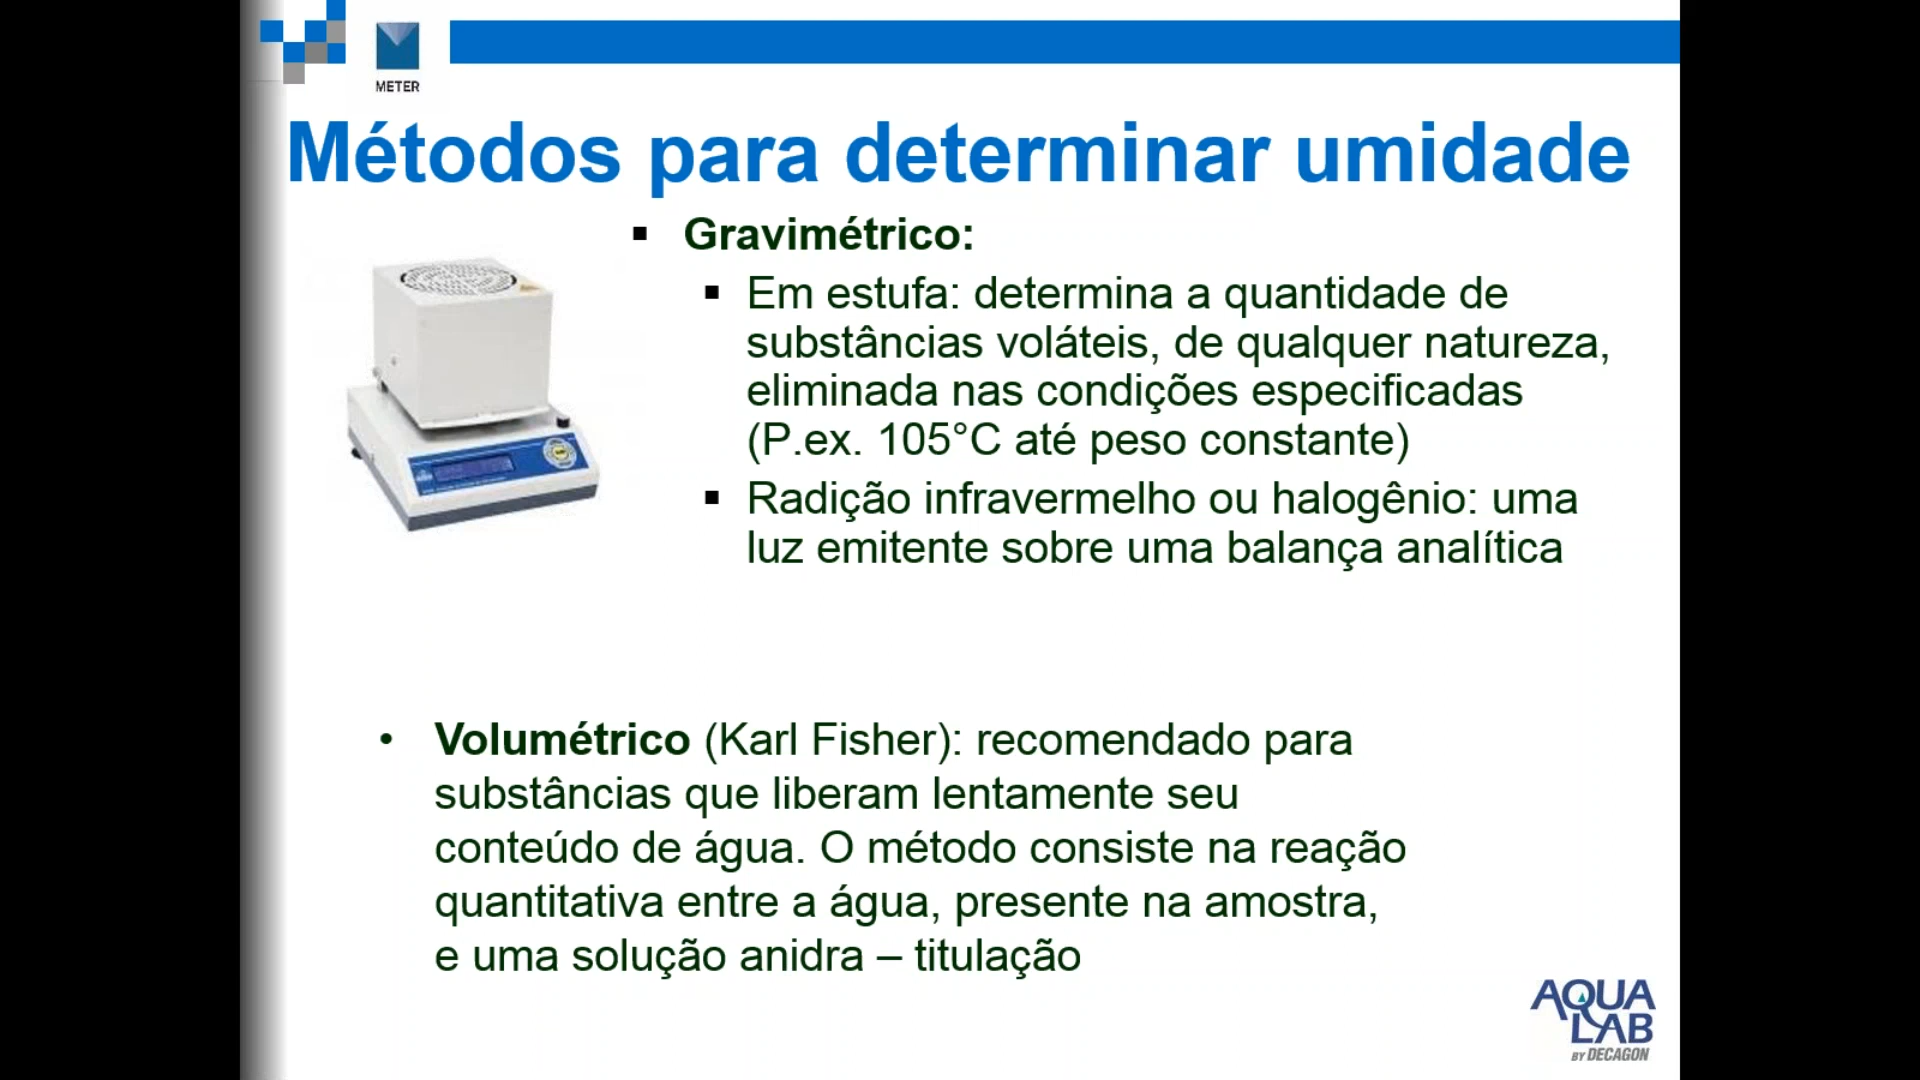 METER
Métodos para determinar umidade
▪ Gravimétrico:
▪ Em estufa: determina a quantidade de
substâncias voláteis, de qualquer natureza,
eliminada nas condições especificadas
(P.ex. 105°C até peso constante)
▪ Radição infravermelho ou halogênio: uma
luz emitente sobre uma balança analítica
• Volumétrico (Karl Fisher): recomendado para
substâncias que liberam lentamente seu
conteúdo de água. O método consiste na reação
quantitativa entre a água, presente na amostra,
e uma solução anidra – titulação
AQUA
LAB
BY DECAGON